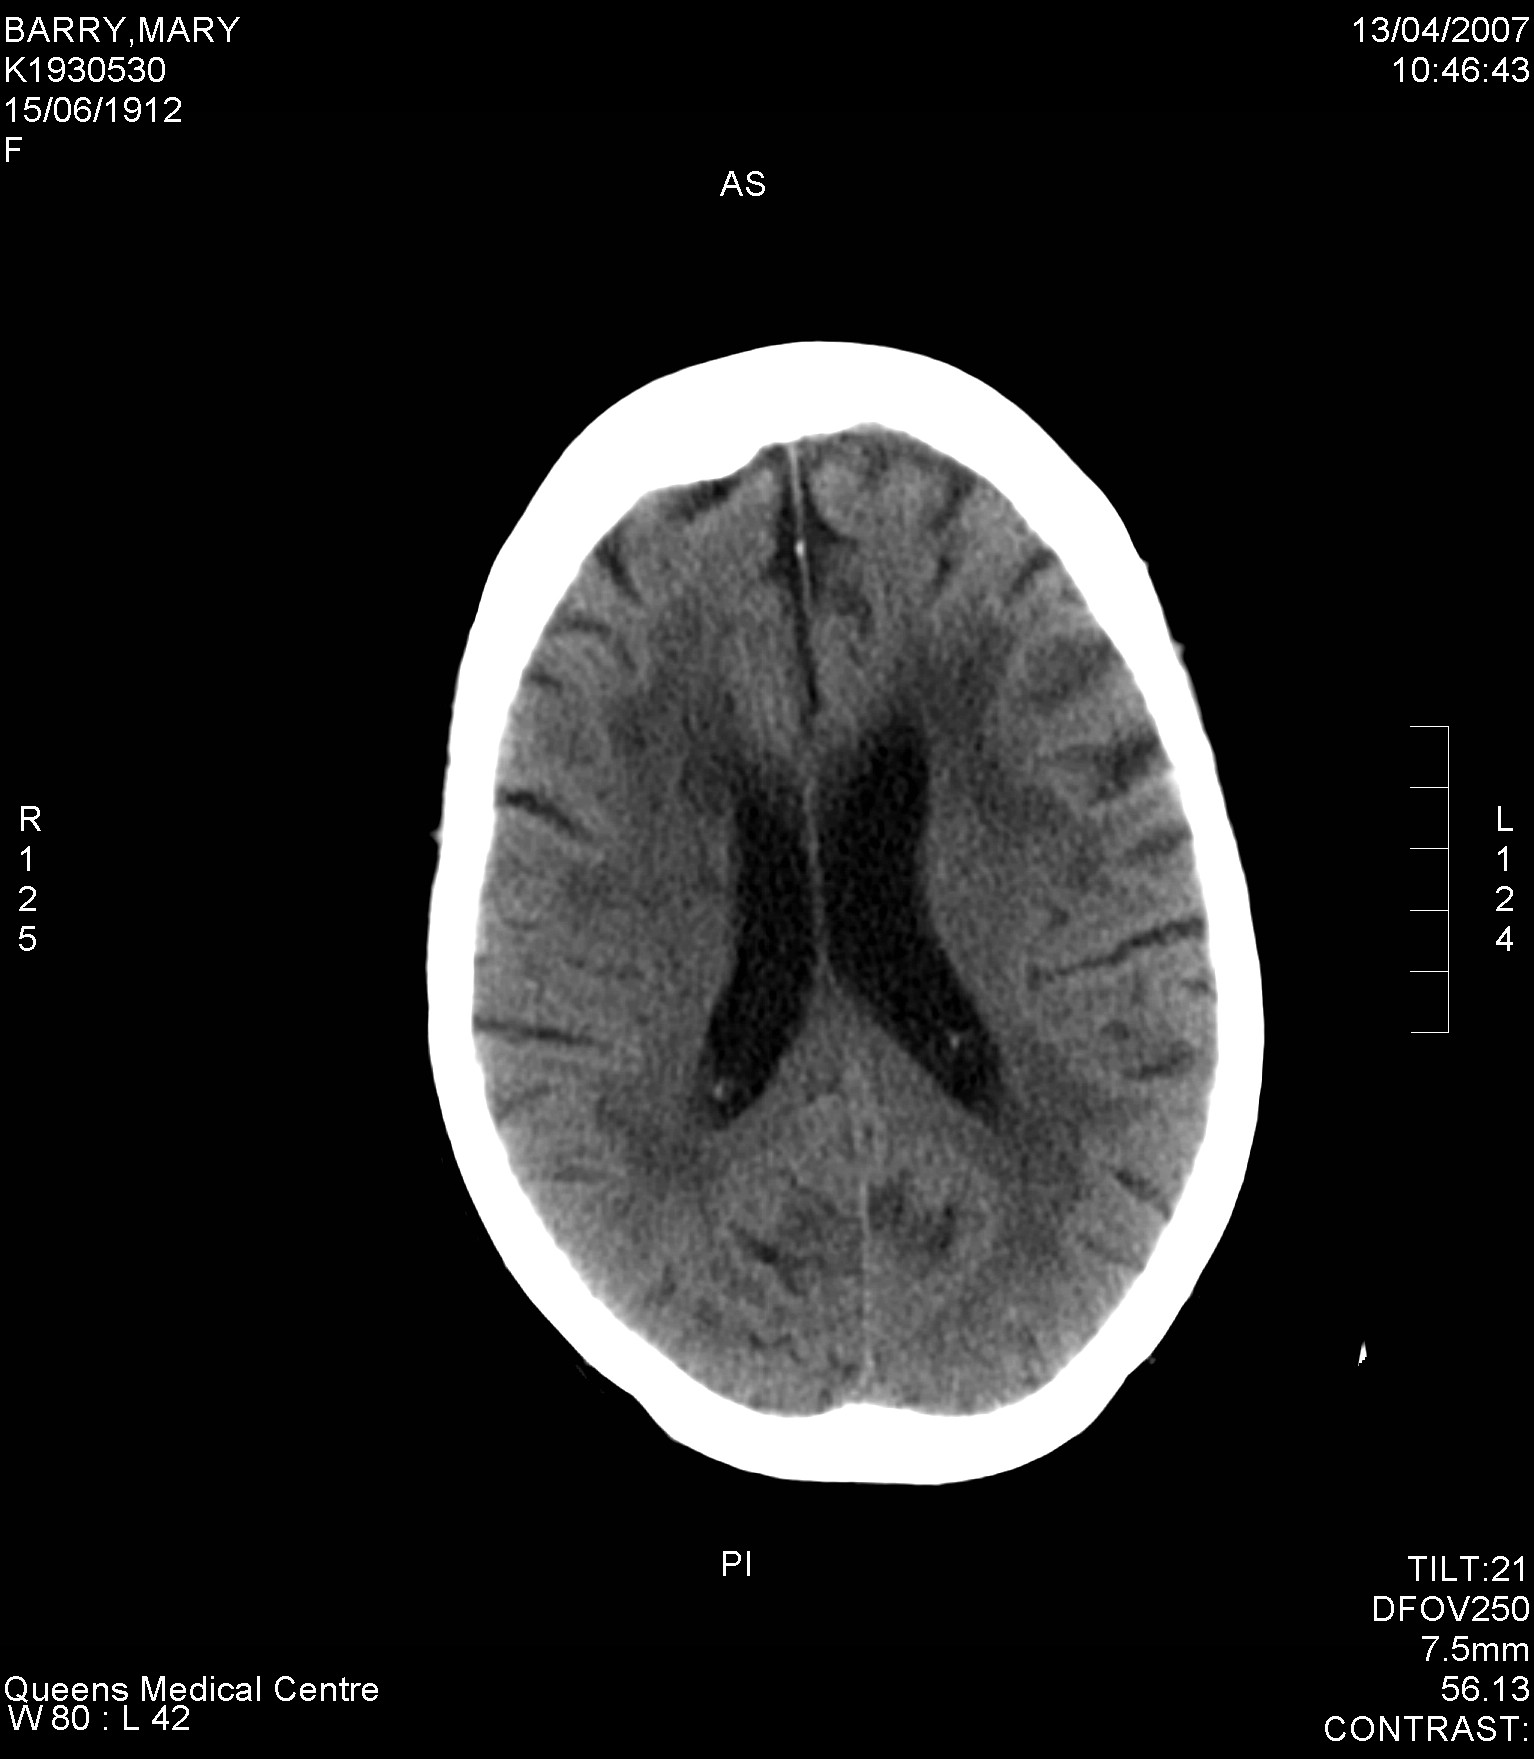 BARRY,MARY
K1930530
15/06/1912
F
13/04/2007
10:46:43
AS
R
1
2
5
L
1
2
4
PI
TILT:21
DFOV250
7.5mm
56.13
CONTRAST:
Queens Medical Centre
W 80 : L 42